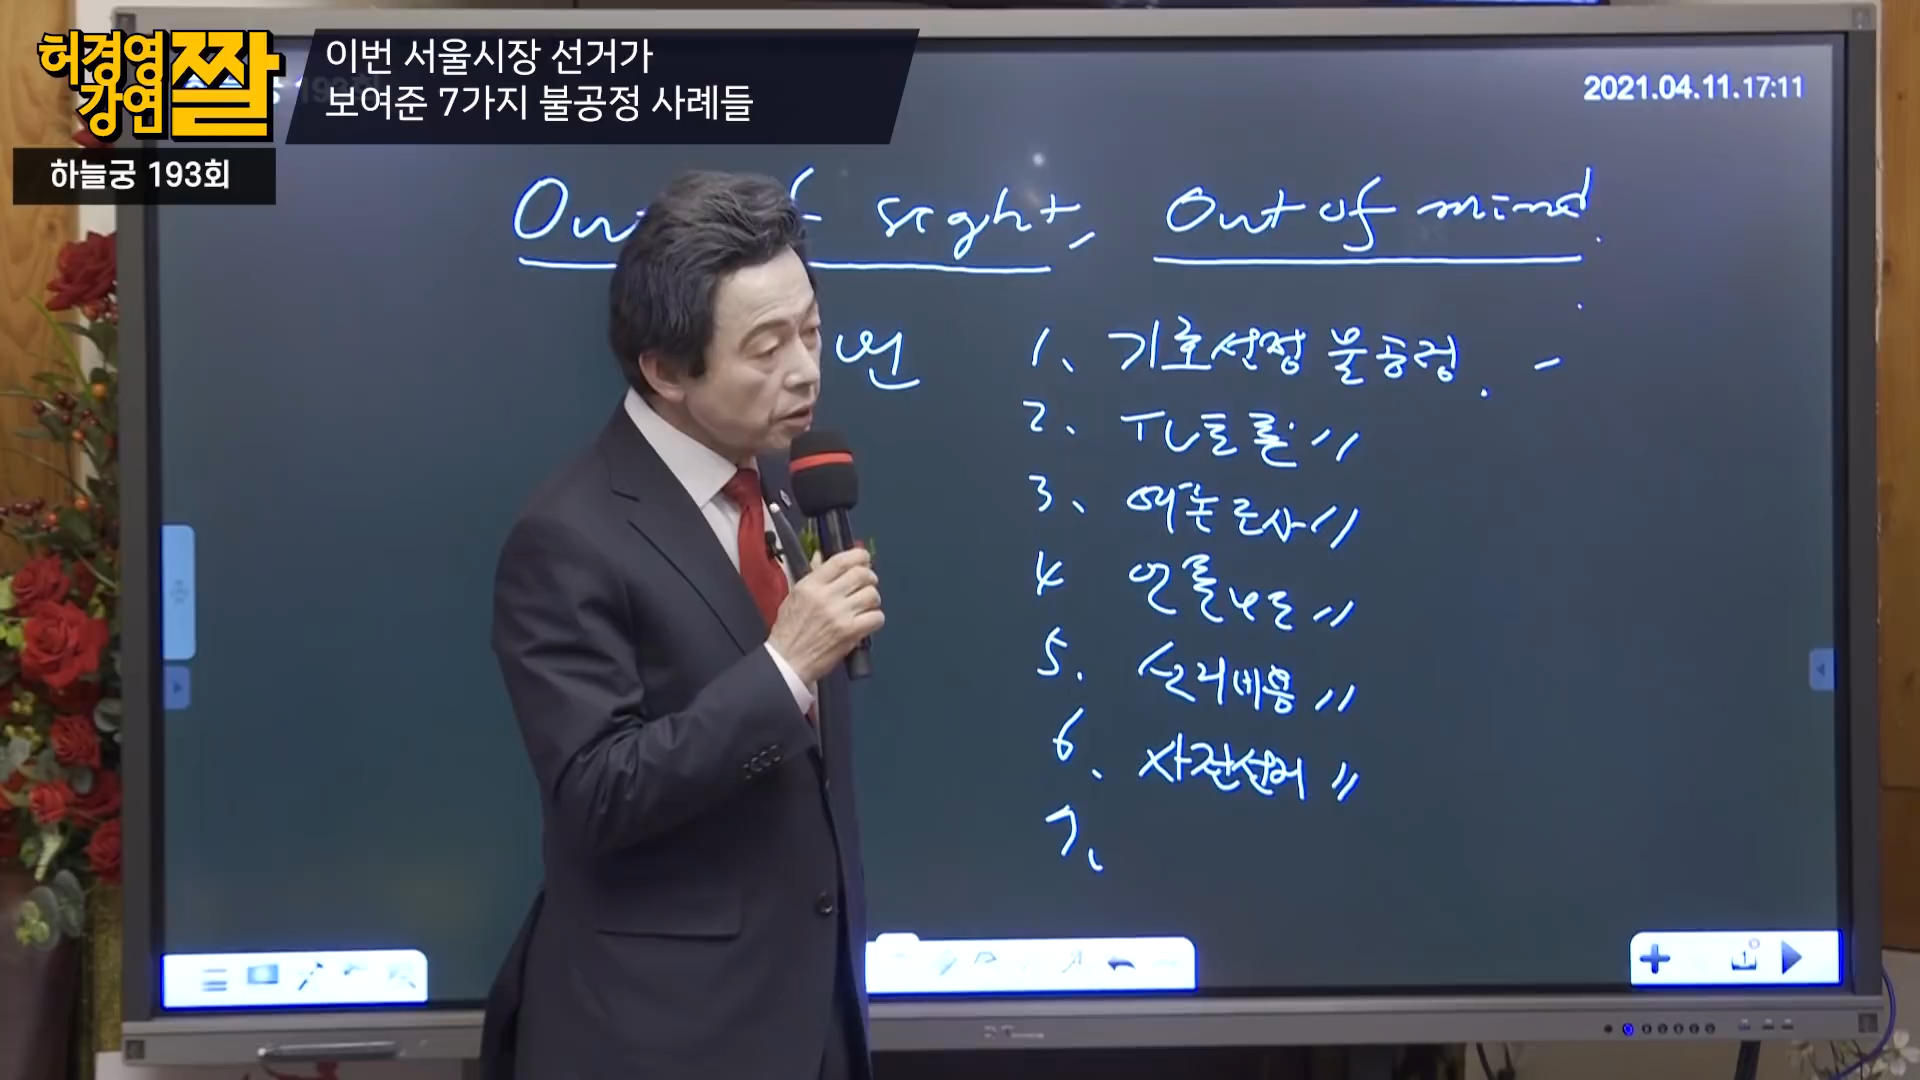 허경영
강연
짤
이번 서울시장 선거가
보여준 7가지 불공정 사례들
하늘궁 193회
2021.04.11.17:11
Out of sight, Out of mind.
번
1、 기호선정 불공정. -
2、 TV토론 〃
3、 여론조사 〃
4 언론보도 〃
5. 선거비용 〃
6、 사전선거 〃
7、